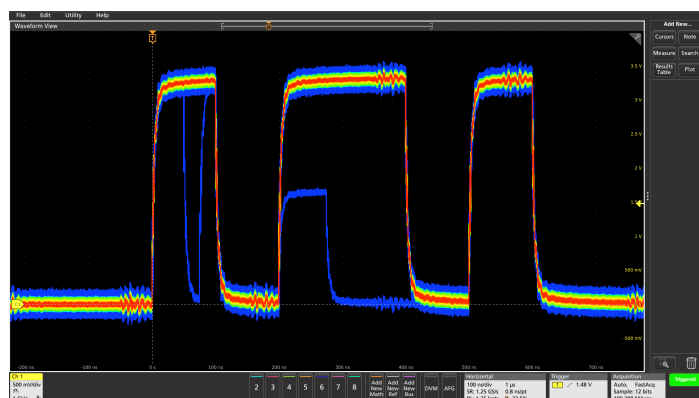 File Edit Utility Help
Waveform View
Add New...
Cursors Note
Measure Search
Results Table Plot
T
3.5 V
3 V
2.5 V
2 V
1 V
500 mV
-500 mV
C1
-200 ns -100 ns 0 s 100 ns 200 ns 300 ns 400 ns 500 ns 600 ns 700 ns
Ch 1
500 mV/div
2 3 4 5 6 7 8
Add New Math
Add New Ref
Add New Bus
DVM AFG
Horizontal
100 ns/div 1 µs
SR: 1.25 GS/s 0.8 ns/pt
Trigger
1.48 V
Acquisition
Auto, FastAcq
Sample: 12 bits
Triggered